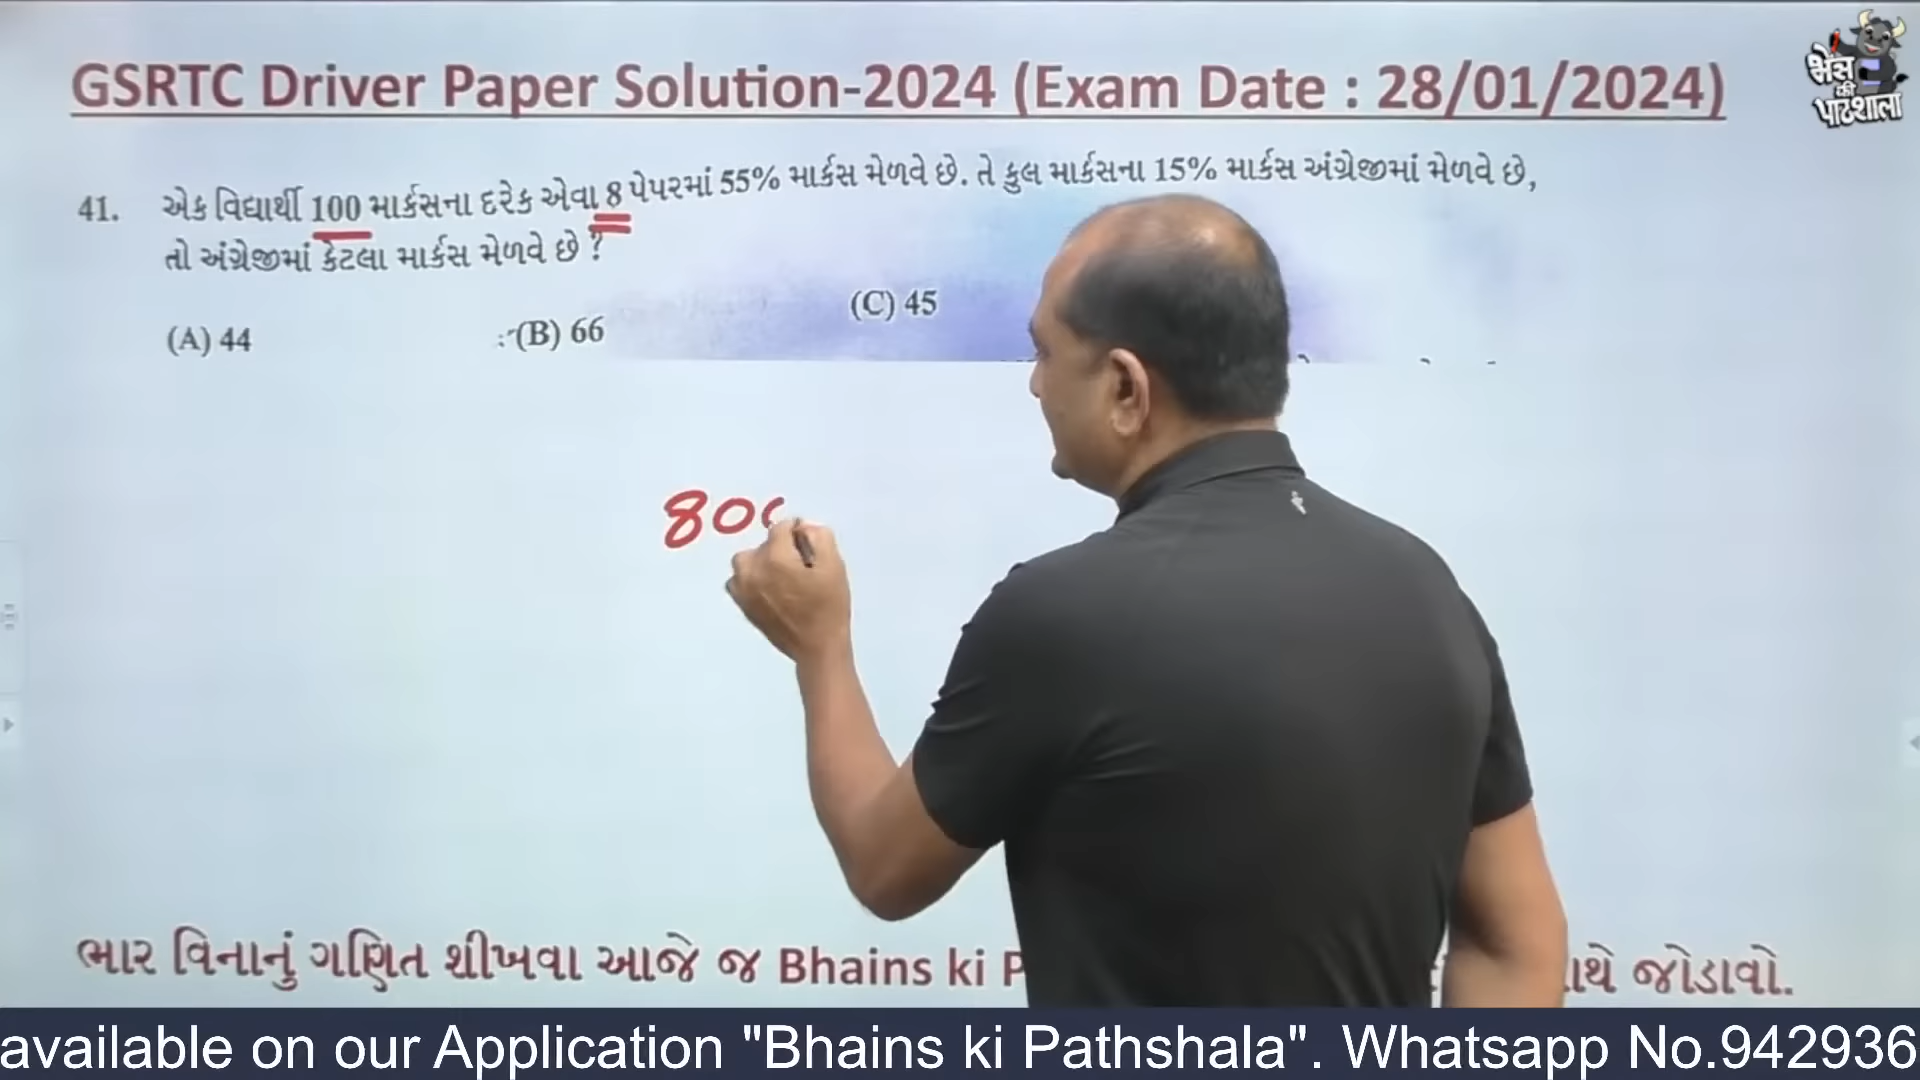 GSRTC Driver Paper Solution-2024 (Exam Date : 28/01/2024)
भैंस
की
पाठशाला
41. એક વિદ્યાર્થી 100 માર્કસના દરેક એવા 8 પેપરમાં 55% માર્કસ મેળવે છે. તે કુલ માર્કસના 15% માર્કસ અંગ્રેજીમાં મેળવે છે,
તો અંગ્રેજીમાં કેટલા માર્કસ મેળવે છે ?
(A) 44 (B) 66 (C) 45
800
ભાર વિનાનું ગણિત શીખવા આજે જ Bhains ki જોડાવો.
available on our Application "Bhains ki Pathshala". Whatsapp No.942936